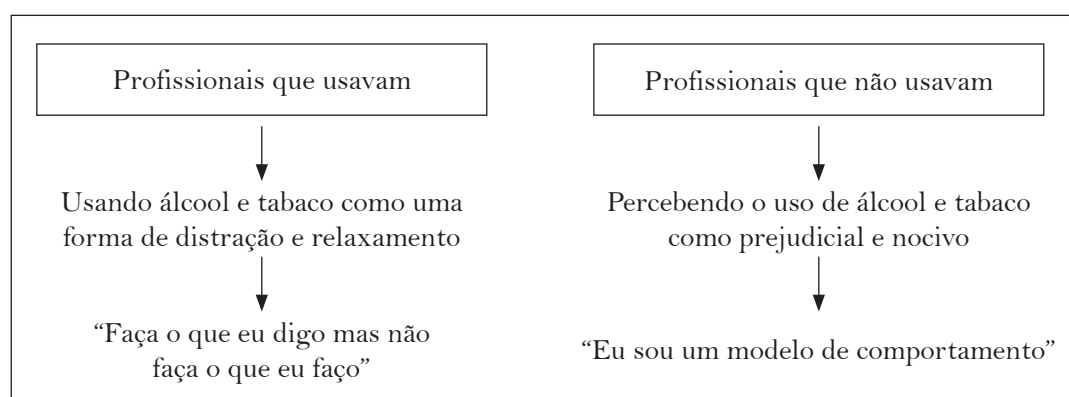 Profissionais que usavam
Usando álcool e tabaco como uma
forma de distração e relaxamento
“Faça o que eu digo mas não
faça o que eu faço”
Profissionais que não usavam
Percebendo o uso de álcool e tabaco
como prejudicial e nocivo
“Eu sou um modelo de comportamento”